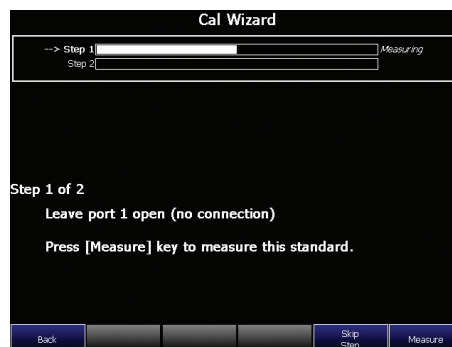 Cal Wizard
--> Step 1 Measuring
Step 2
Step 1 of 2
Leave port 1 open (no connection)
Press [Measure] key to measure this standard.
Back Skip Step Measure